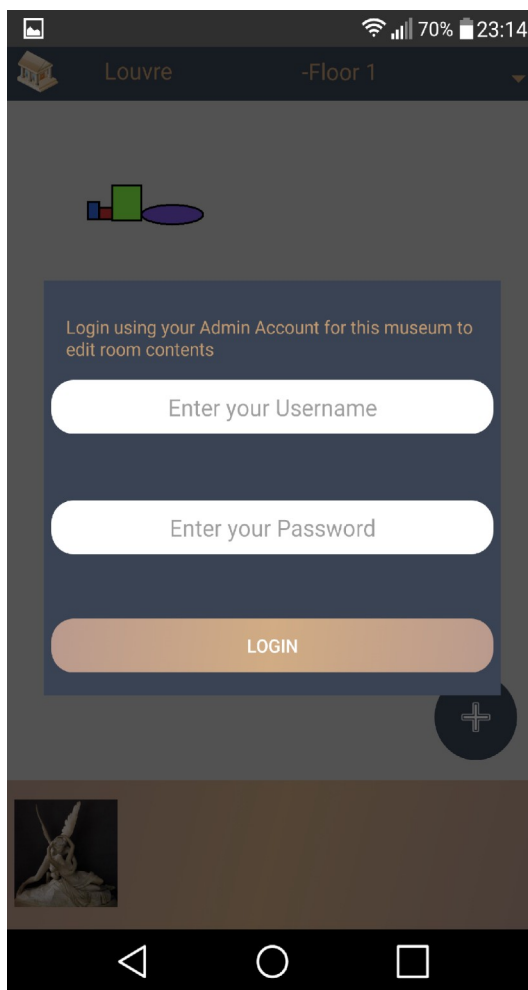 70% 23:14
Louvre -Floor 1
Login using your Admin Account for this museum to
edit room contents
Enter your Username
Enter your Password
LOGIN